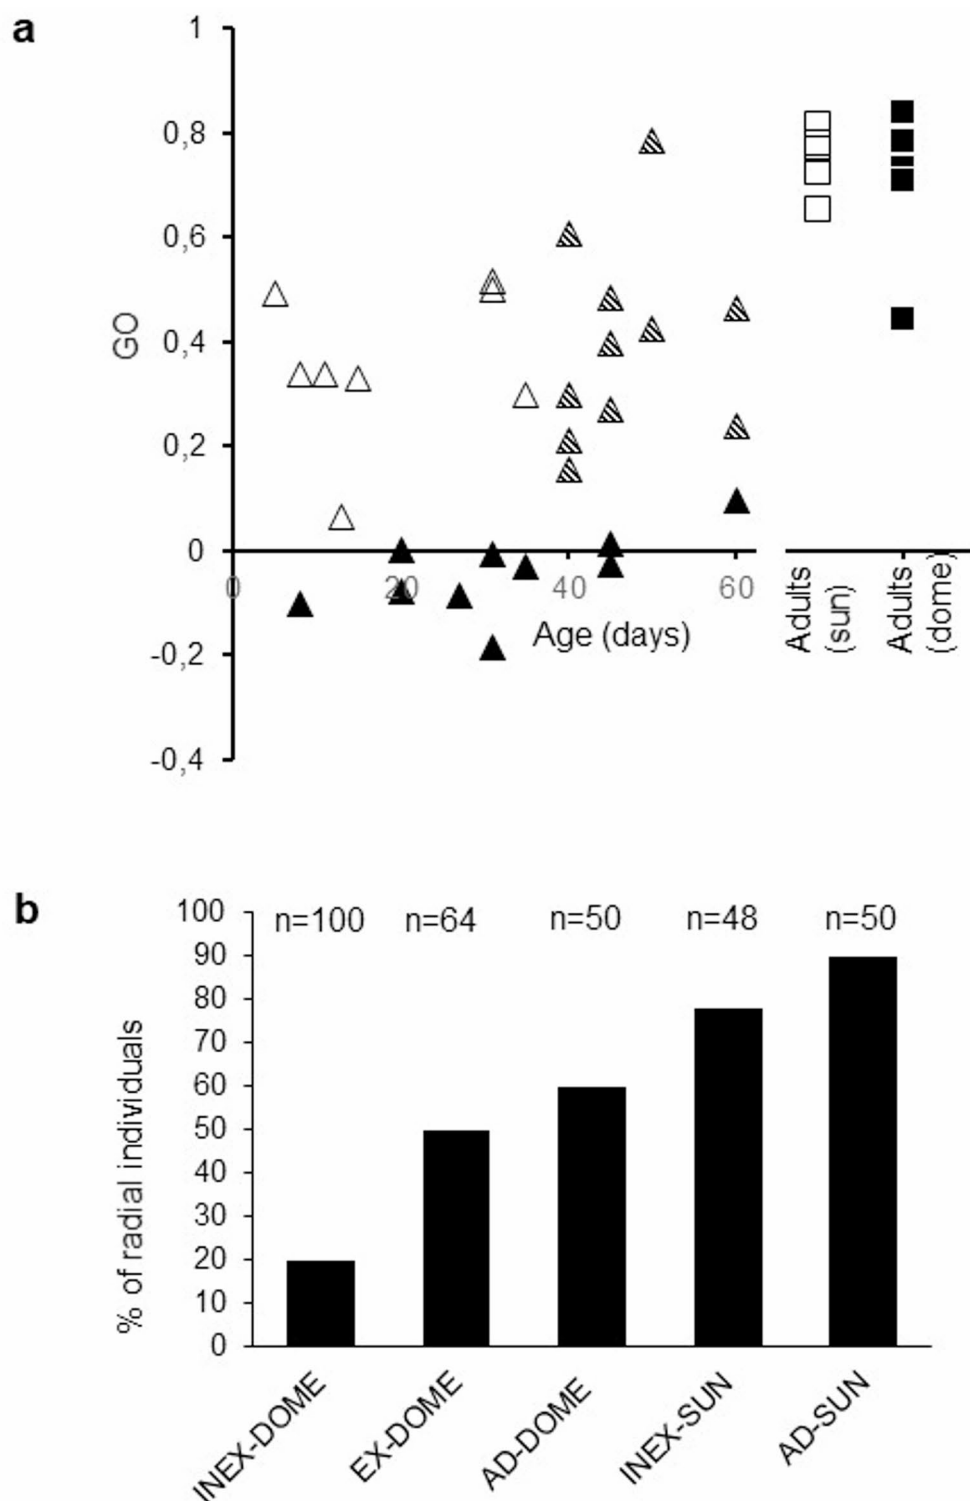 a
1
0,8
0,6
0,4
0,2
0
-0,2
-0,4
GO
0 20 40 60
Age (days)
Adults
(sun)
Adults
(dome)
b
100
90
80
70
60
50
40
30
20
10
0
% of radial individuals
n=100 n=64 n=50 n=48 n=50
INEX-DOME
EX-DOME
AD-DOME
INEX-SUN
AD-SUN